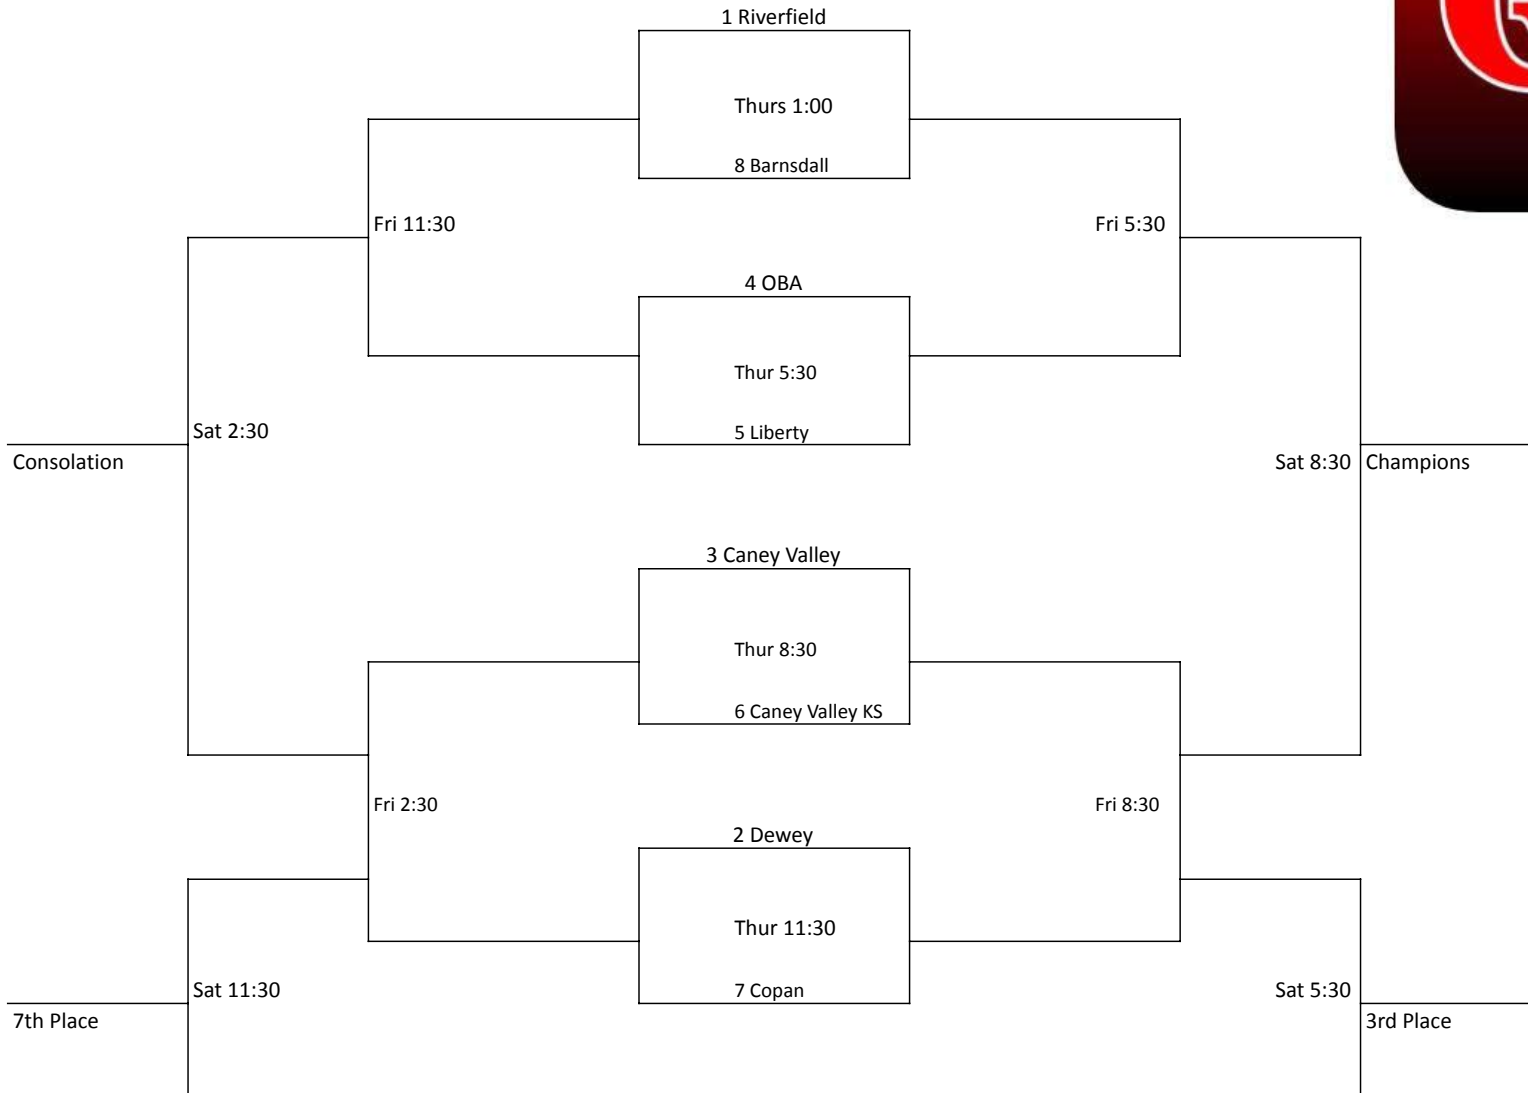 1 Riverfield
Thurs 1:00
8 Barnsdall
Fri 11:30
Fri 5:30
4 OBA
Thur 5:30
5 Liberty
Sat 2:30
Consolation
Sat 8:30
Champions
3 Caney Valley
Thur 8:30
6 Caney Valley KS
Fri 2:30
Fri 8:30
2 Dewey
Thur 11:30
7 Copan
Sat 11:30
7th Place
Sat 5:30
3rd Place